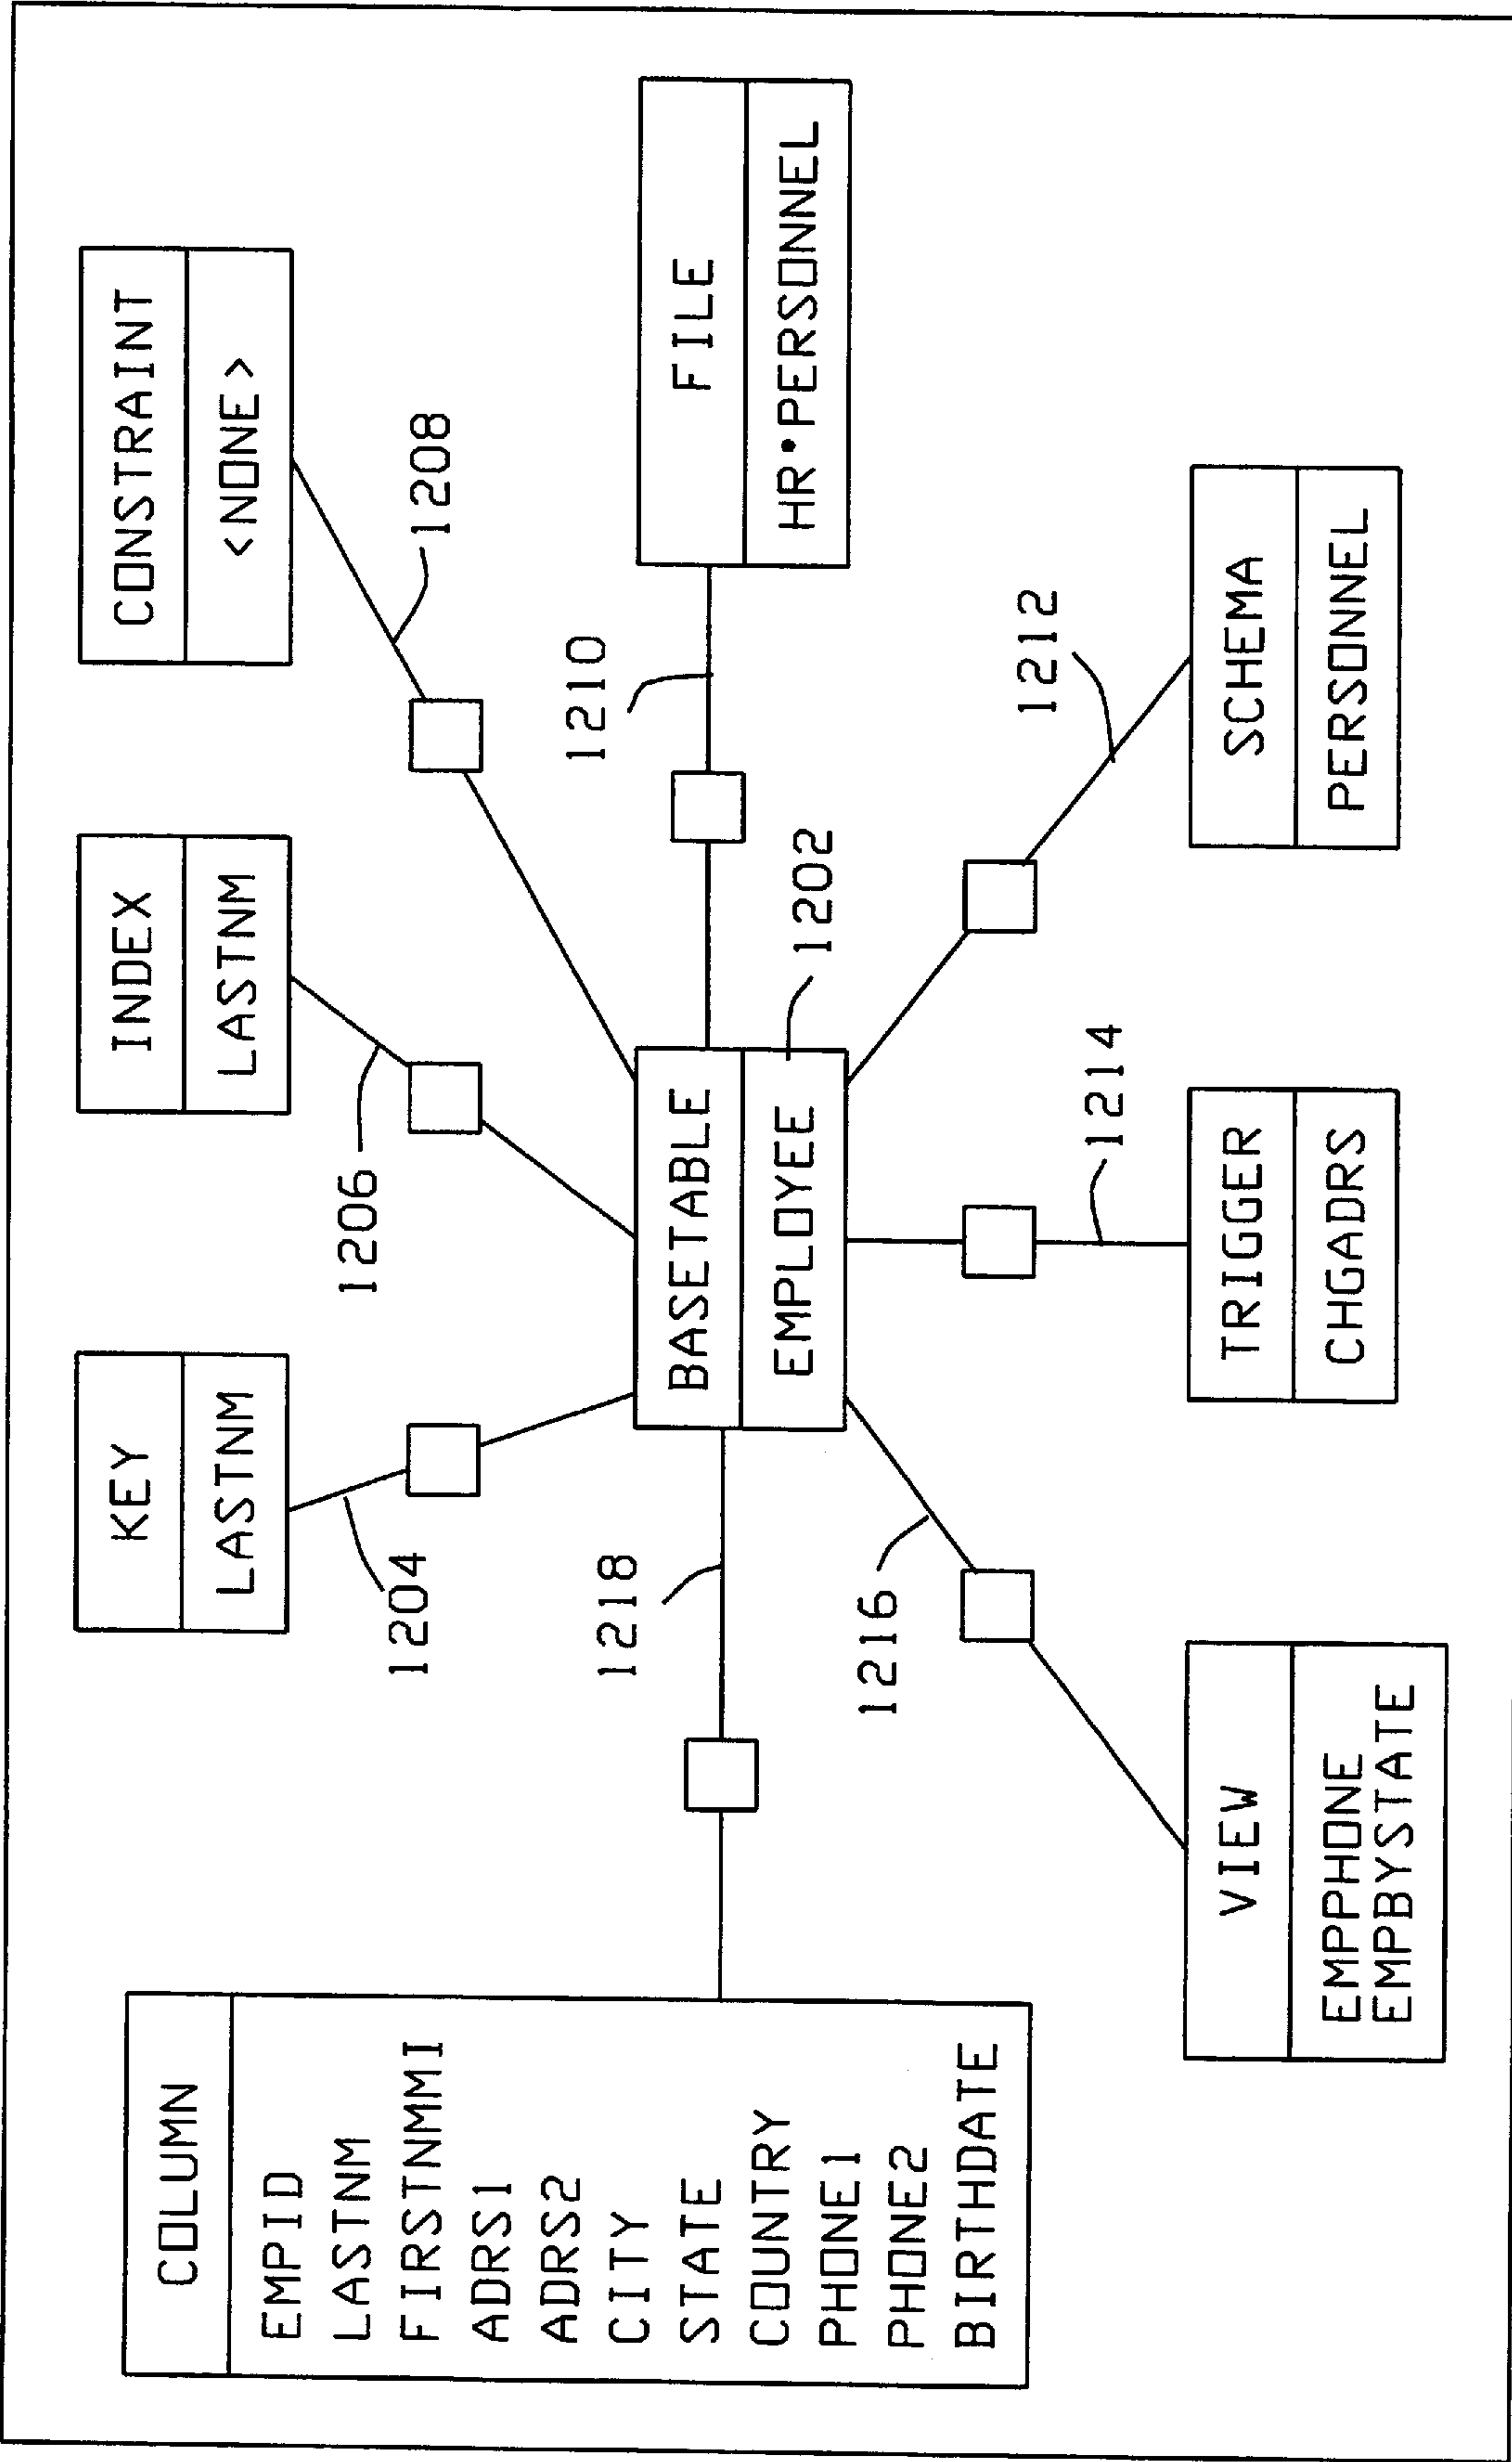 KEY
LASTNM
1204
INDEX
LASTNM
1206
CONSTRAINT
<NONE>
1208
COLUMN
EMPID
LASTNM
FIRSTNMMI
ADRS1
ADRS2
CITY
STATE
COUNTRY
PHONE1
PHONE2
BIRTHDATE
1218
BASETABLE
EMPLOYEE
1202
1210
FILE
HR•PERSONNEL
1216
VIEW
EMPPHONE
EMPBYSTATE
1214
TRIGGER
CHGADRS
1212
SCHEMA
PERSONNEL